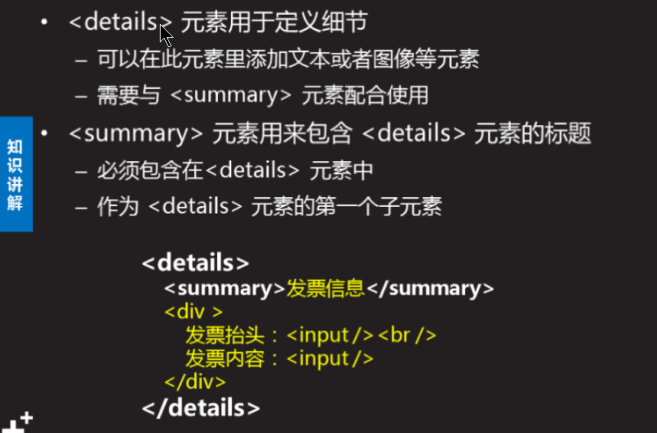 • <details> 元素用于定义细节
– 可以在此元素里添加文本或者图像等元素
– 需要与 <summary> 元素配合使用
• <summary> 元素用来包含 <details> 元素的标题
– 必须包含在<details> 元素中
– 作为 <details> 元素的第一个子元素
知识讲解
<details>
<summary>发票信息</summary>
<div >
发票抬头：<input /><br />
发票内容：<input />
</div>
</details>